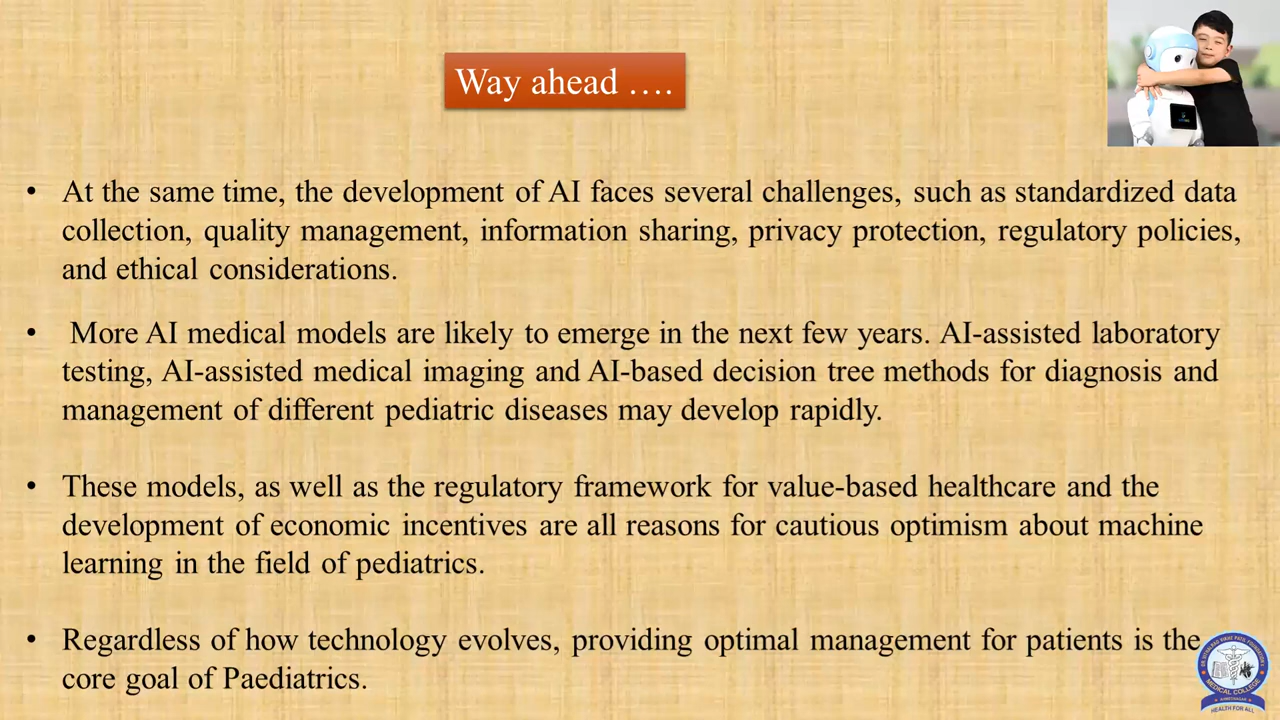 Way ahead ….
• At the same time, the development of AI faces several challenges, such as standardized data
collection, quality management, information sharing, privacy protection, regulatory policies,
and ethical considerations.
• More AI medical models are likely to emerge in the next few years. AI-assisted laboratory
testing, AI-assisted medical imaging and AI-based decision tree methods for diagnosis and
management of different pediatric diseases may develop rapidly.
• These models, as well as the regulatory framework for value-based healthcare and the
development of economic incentives are all reasons for cautious optimism about machine
learning in the field of pediatrics.
• Regardless of how technology evolves, providing optimal management for patients is the
core goal of Paediatrics.
MEDICAL COLLEGE
HEALTH FOR ALL